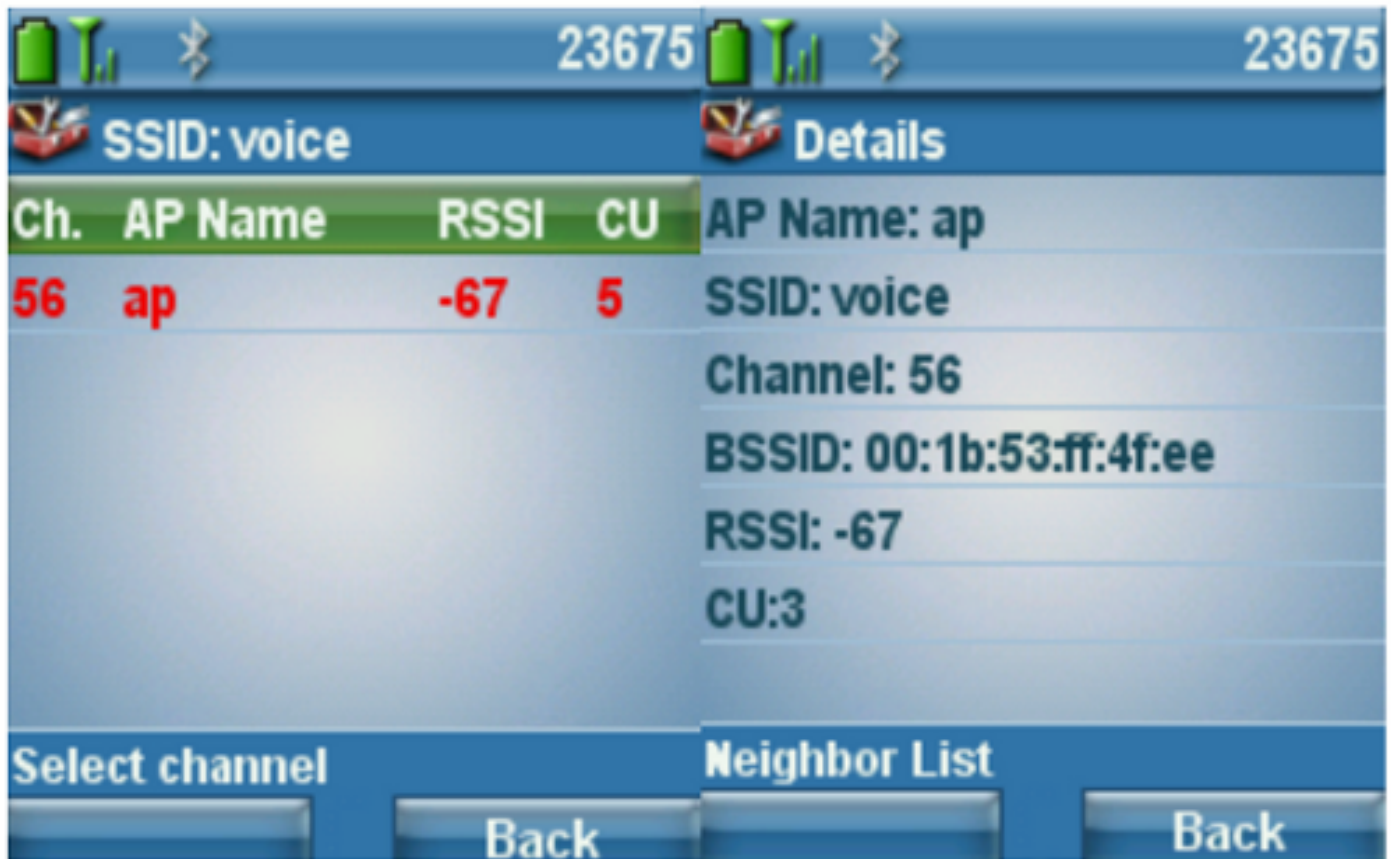 23675
SSID: voice
Ch. AP Name RSSI CU
56 ap -67 5
Select channel
Back
23675
Details
AP Name: ap
SSID: voice
Channel: 56
BSSID: 00:1b:53:ff:4f:ee
RSSI: -67
CU:3
Neighbor List
Back